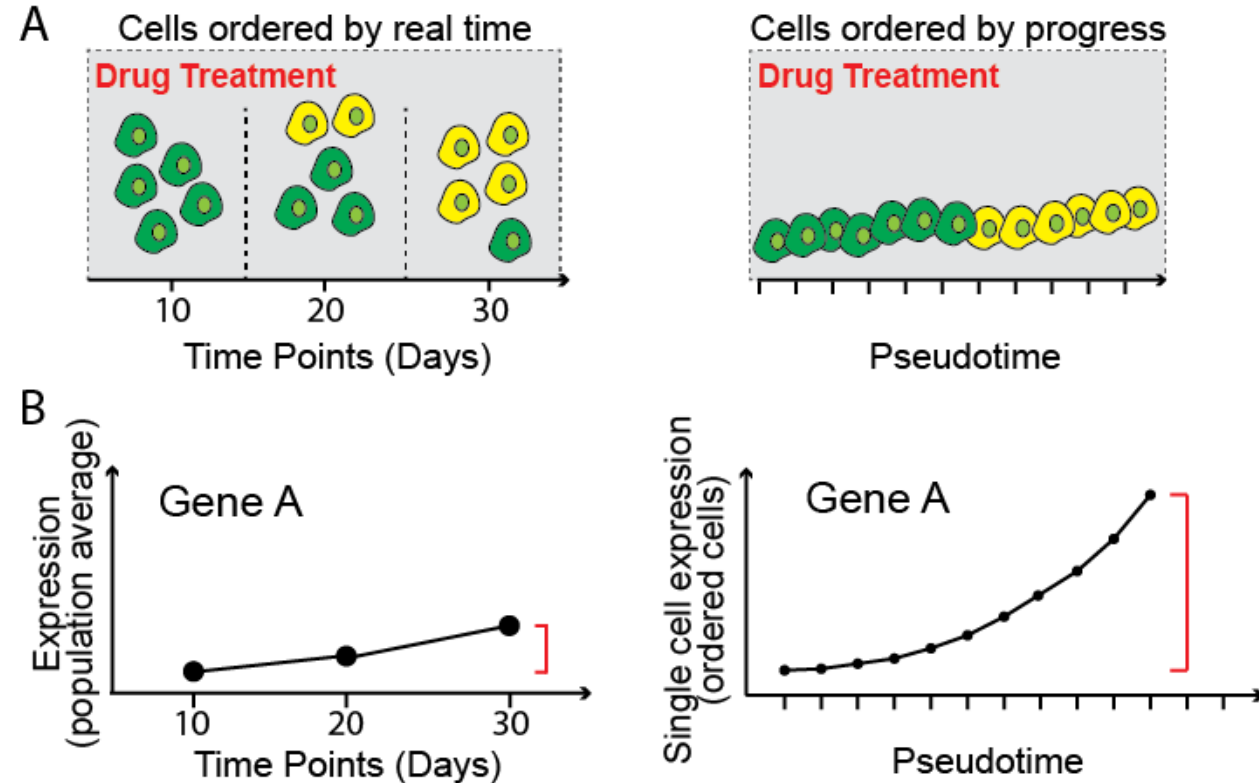 A
Cells ordered by real time
Drug Treatment
10 20 30
Time Points (Days)
Cells ordered by progress
Drug Treatment
Pseudotime
B
Expression
(population average)
Gene A
10 20 30
Time Points (Days)
Single cell expression
(ordered cells)
Gene A
Pseudotime